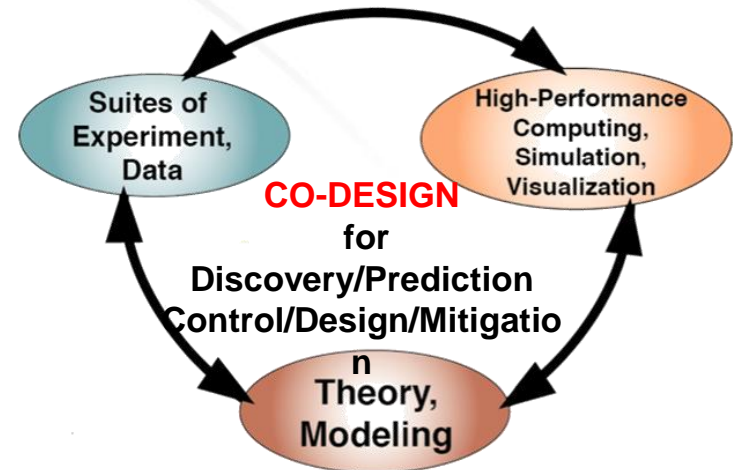 Suites of
Experiment,
Data
High-Performance
Computing,
Simulation,
Visualization
CO-DESIGN
for
Discovery/Prediction
Control/Design/Mitigatio
n
Theory,
Modeling